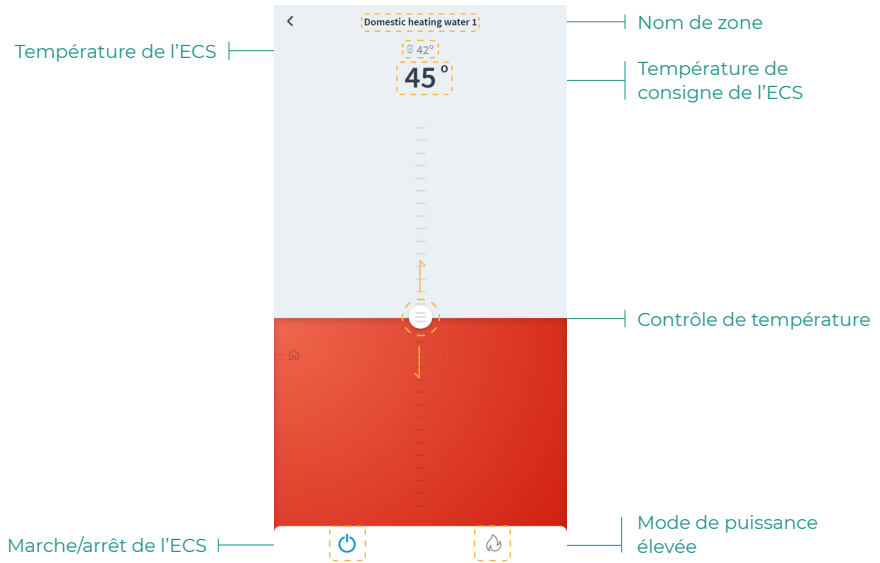 Domestic heating water 1
Nom de zone
Température de l’ECS
42°
45°
Température de
consigne de l’ECS
Contrôle de température
Marche/arrêt de l’ECS
Mode de puissance
élevée